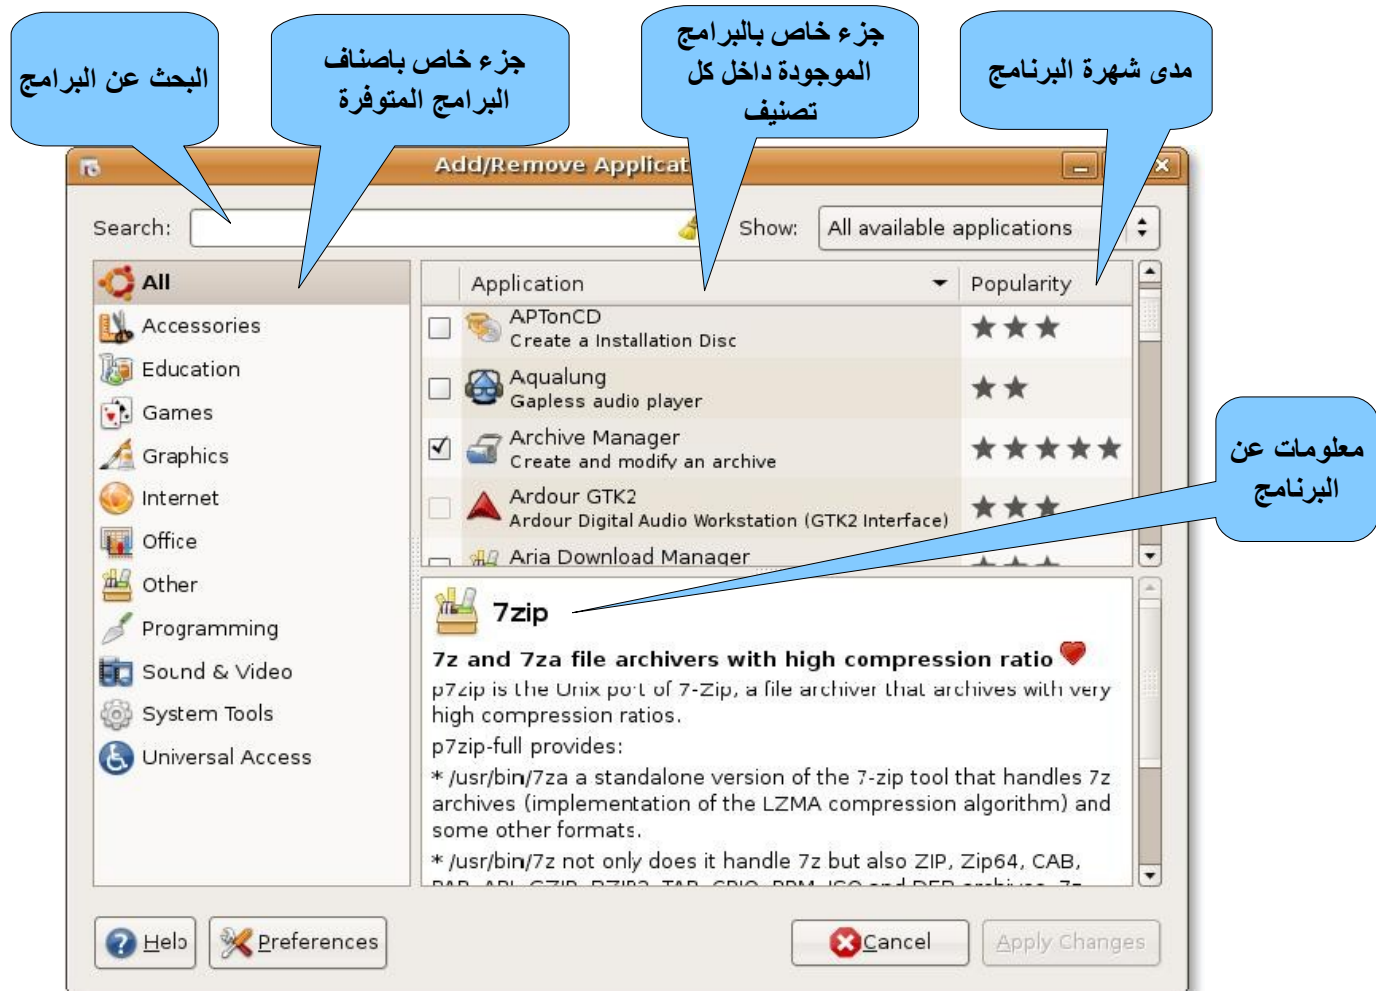 البحث عن البرامج
جزء خاص باصناف
البرامج المتوفرة
جزء خاص بالبرامج
الموجودة داخل كل
تصنيف
مدى شهرة البرنامج
Add/Remove Applicat
Search:
Show:
All available applications
All
Accessories
Education
Games
Graphics
Internet
Office
Other
Programming
Sound & Video
System Tools
Universal Access
Application
Popularity
APTonCD
Create a Installation Disc
Aqualung
Gapless audio player
Archive Manager
Create and modify an archive
Ardour GTK2
Ardour Digital Audio Workstation (GTK2 Interface)
Aria Download Manager
معلومات عن
البرنامج
7zip
7z and 7za file archivers with high compression ratio
p7zip is the Unix port of 7-Zip, a file archiver that archives with very
high compression ratios.
p7zip-full provides:
* /usr/bin/7za a standalone version of the 7-zip tool that handles 7z
archives (implementation of the LZMA compression algorithm) and
some other formats.
* /usr/bin/7z not only does it handle 7z but also ZIP, Zip64, CAB,
Help
Preferences
Cancel
Apply Changes